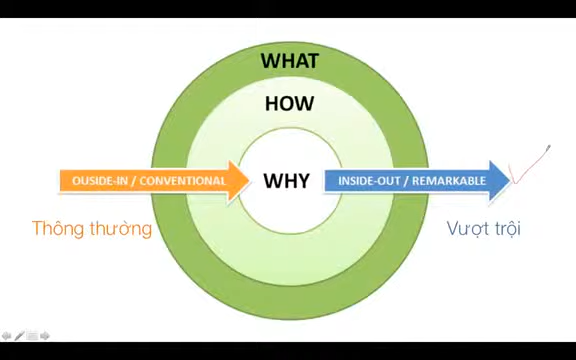 WHAT
HOW
OUSIDE-IN / CONVENTIONAL
WHY
INSIDE-OUT / REMARKABLE
Thông thường
Vượt trội